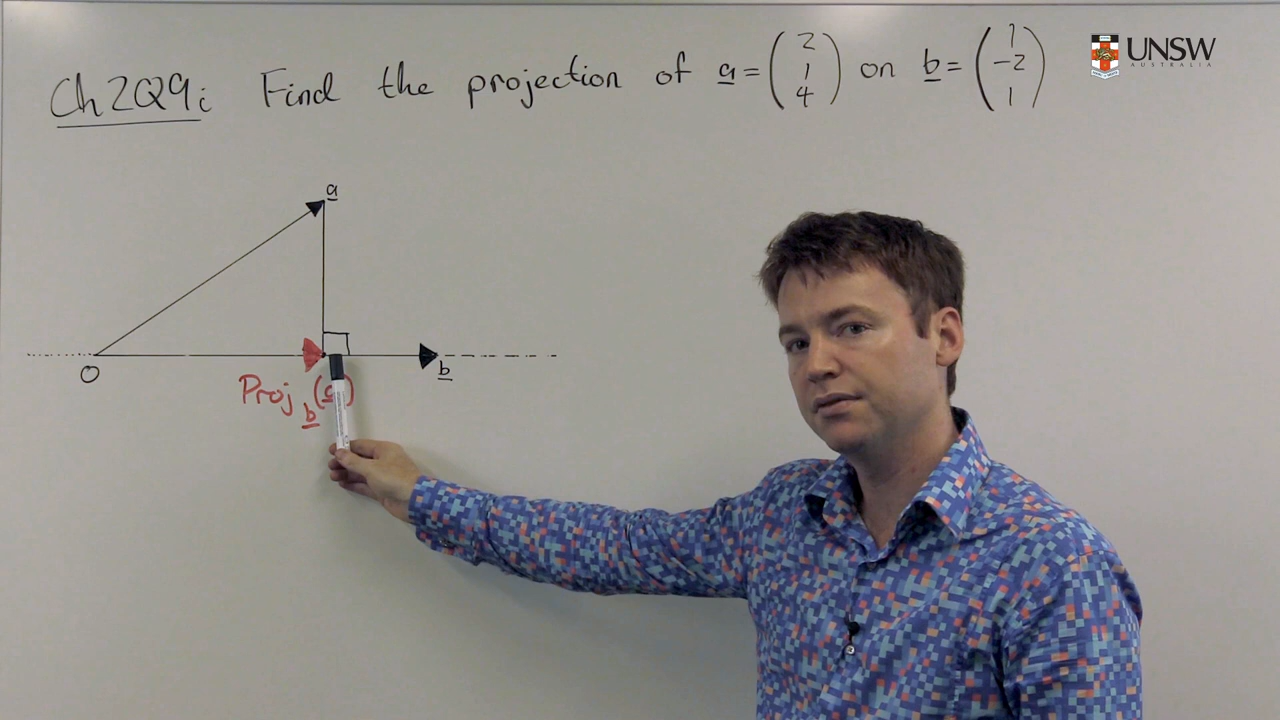 Ch2Q9i Find the projection of a = (2 1 4) on b = (1 -2 1)
UNSW
AUSTRALIA
a
O
b
Proj b (a)